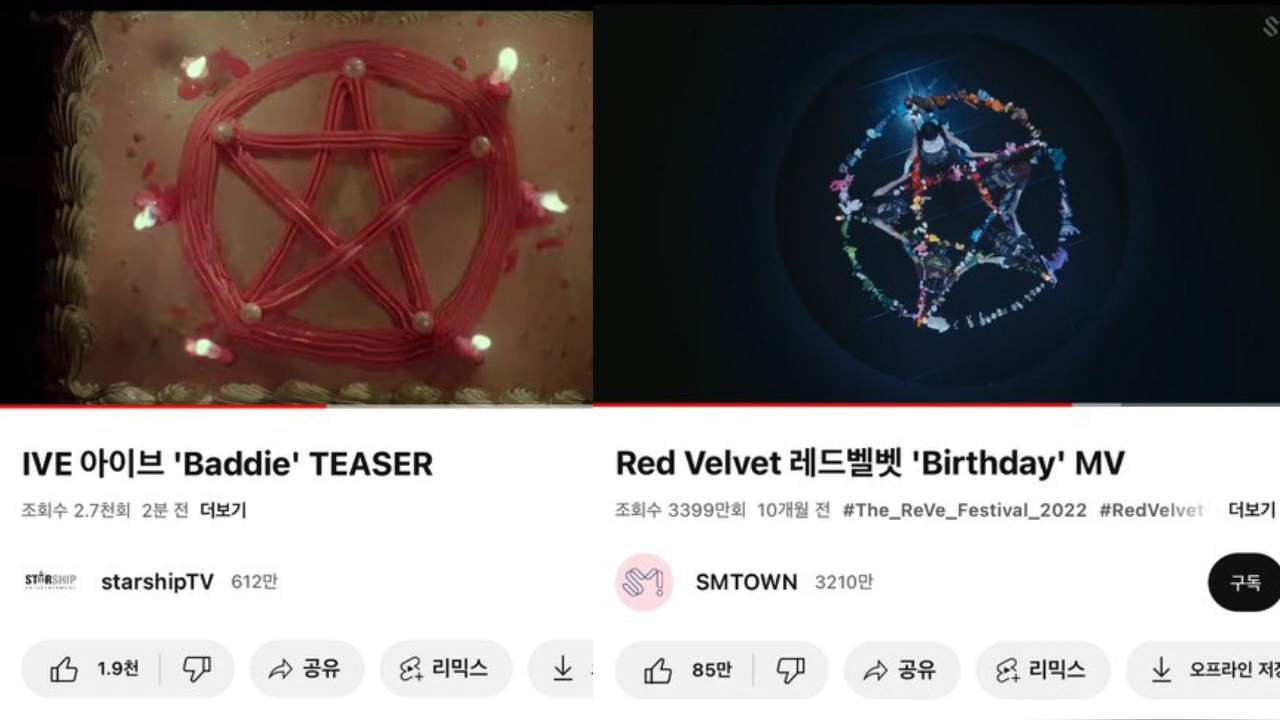 IVE 아이브 'Baddie' TEASER
조회수 2.7천회 2분 전 더보기
STARSHIP
ENTERTAINMENT
starshipTV 612만
1.9천
공유
리믹스
Red Velvet 레드벨벳 'Birthday' MV
조회수 3399만회 10개월 전 #The_ReVe_Festival_2022 #RedVelvet 더보기
SM!
SMTOWN 3210만
구독
85만
공유
리믹스
오프라인 저장